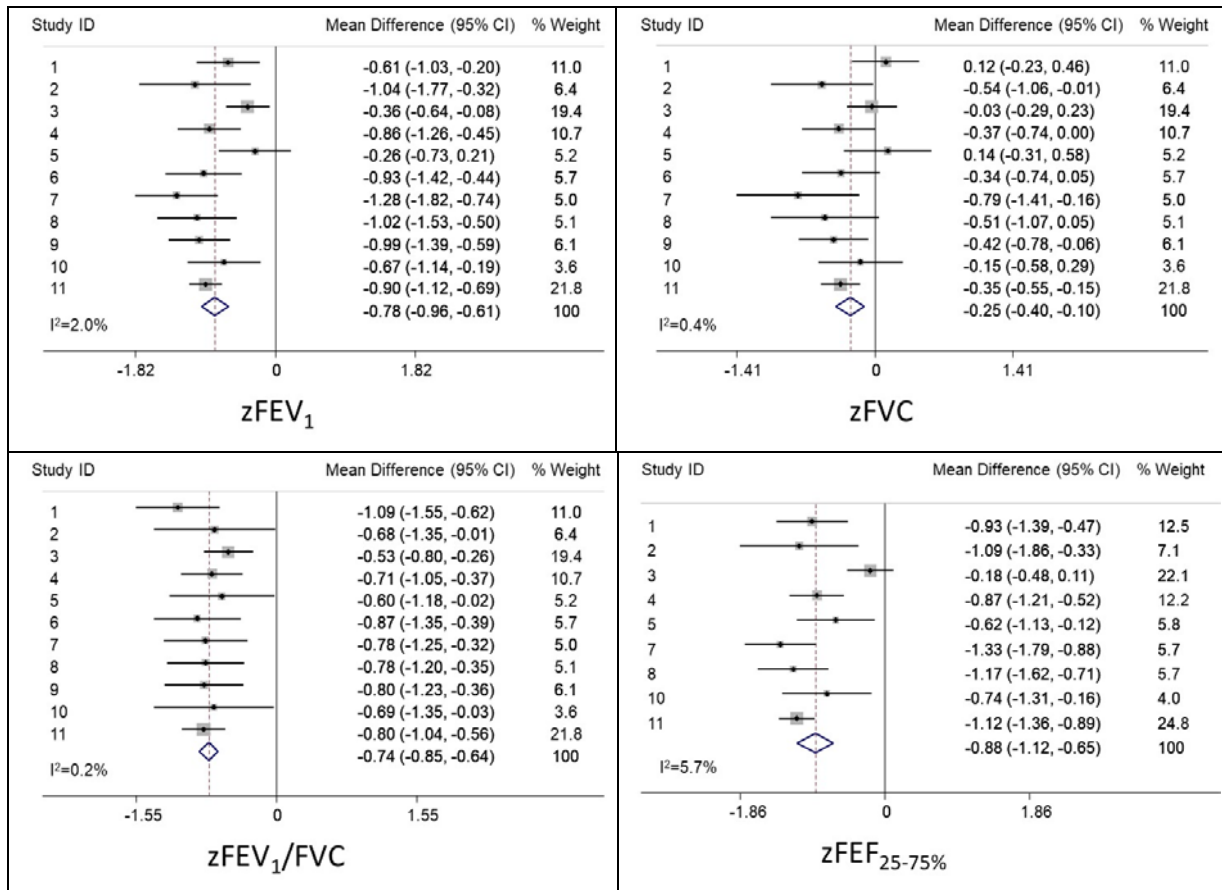 Study ID Mean Difference (95% CI) % Weight
1 -0.61 (-1.03, -0.20) 11.0
2 -1.04 (-1.77, -0.32) 6.4
3 -0.36 (-0.64, -0.08) 19.4
4 -0.86 (-1.26, -0.45) 10.7
5 -0.26 (-0.73, 0.21) 5.2
6 -0.93 (-1.42, -0.44) 5.7
7 -1.28 (-1.82, -0.74) 5.0
8 -1.02 (-1.53, -0.50) 5.1
9 -0.99 (-1.39, -0.59) 6.1
10 -0.67 (-1.14, -0.19) 3.6
11 -0.90 (-1.12, -0.69) 21.8
-0.78 (-0.96, -0.61) 100
I²=2.0%
-1.82 0 1.82
zFEV₁
Study ID Mean Difference (95% CI) % Weight
1 0.12 (-0.23, 0.46) 11.0
2 -0.54 (-1.06, -0.01) 6.4
3 -0.03 (-0.29, 0.23) 19.4
4 -0.37 (-0.74, 0.00) 10.7
5 0.14 (-0.31, 0.58) 5.2
6 -0.34 (-0.74, 0.05) 5.7
7 -0.79 (-1.41, -0.16) 5.0
8 -0.51 (-1.07, 0.05) 5.1
9 -0.42 (-0.78, -0.06) 6.1
10 -0.15 (-0.58, 0.29) 3.6
11 -0.35 (-0.55, -0.15) 21.8
-0.25 (-0.40, -0.10) 100
I²=0.4%
-1.41 0 1.41
zFVC
Study ID Mean Difference (95% CI) % Weight
1 -1.09 (-1.55, -0.62) 11.0
2 -0.68 (-1.35, -0.01) 6.4
3 -0.53 (-0.80, -0.26) 19.4
4 -0.71 (-1.05, -0.37) 10.7
5 -0.60 (-1.18, -0.02) 5.2
6 -0.87 (-1.35, -0.39) 5.7
7 -0.78 (-1.25, -0.32) 5.0
8 -0.78 (-1.20, -0.35) 5.1
9 -0.80 (-1.23, -0.36) 6.1
10 -0.69 (-1.35, -0.03) 3.6
11 -0.80 (-1.04, -0.56) 21.8
-0.74 (-0.85, -0.64) 100
I²=0.2%
-1.55 0 1.55
zFEV₁/FVC
Study ID Mean Difference (95% CI) % Weight
1 -0.93 (-1.39, -0.47) 12.5
2 -1.09 (-1.86, -0.33) 7.1
3 -0.18 (-0.48, 0.11) 22.1
4 -0.87 (-1.21, -0.52) 12.2
5 -0.62 (-1.13, -0.12) 5.8
7 -1.33 (-1.79, -0.88) 5.7
8 -1.17 (-1.62, -0.71) 5.7
10 -0.74 (-1.31, -0.16) 4.0
11 -1.12 (-1.36, -0.89) 24.8
-0.88 (-1.12, -0.65) 100
I²=5.7%
-1.86 0 1.86
zFEF₂₅₋₇₅%